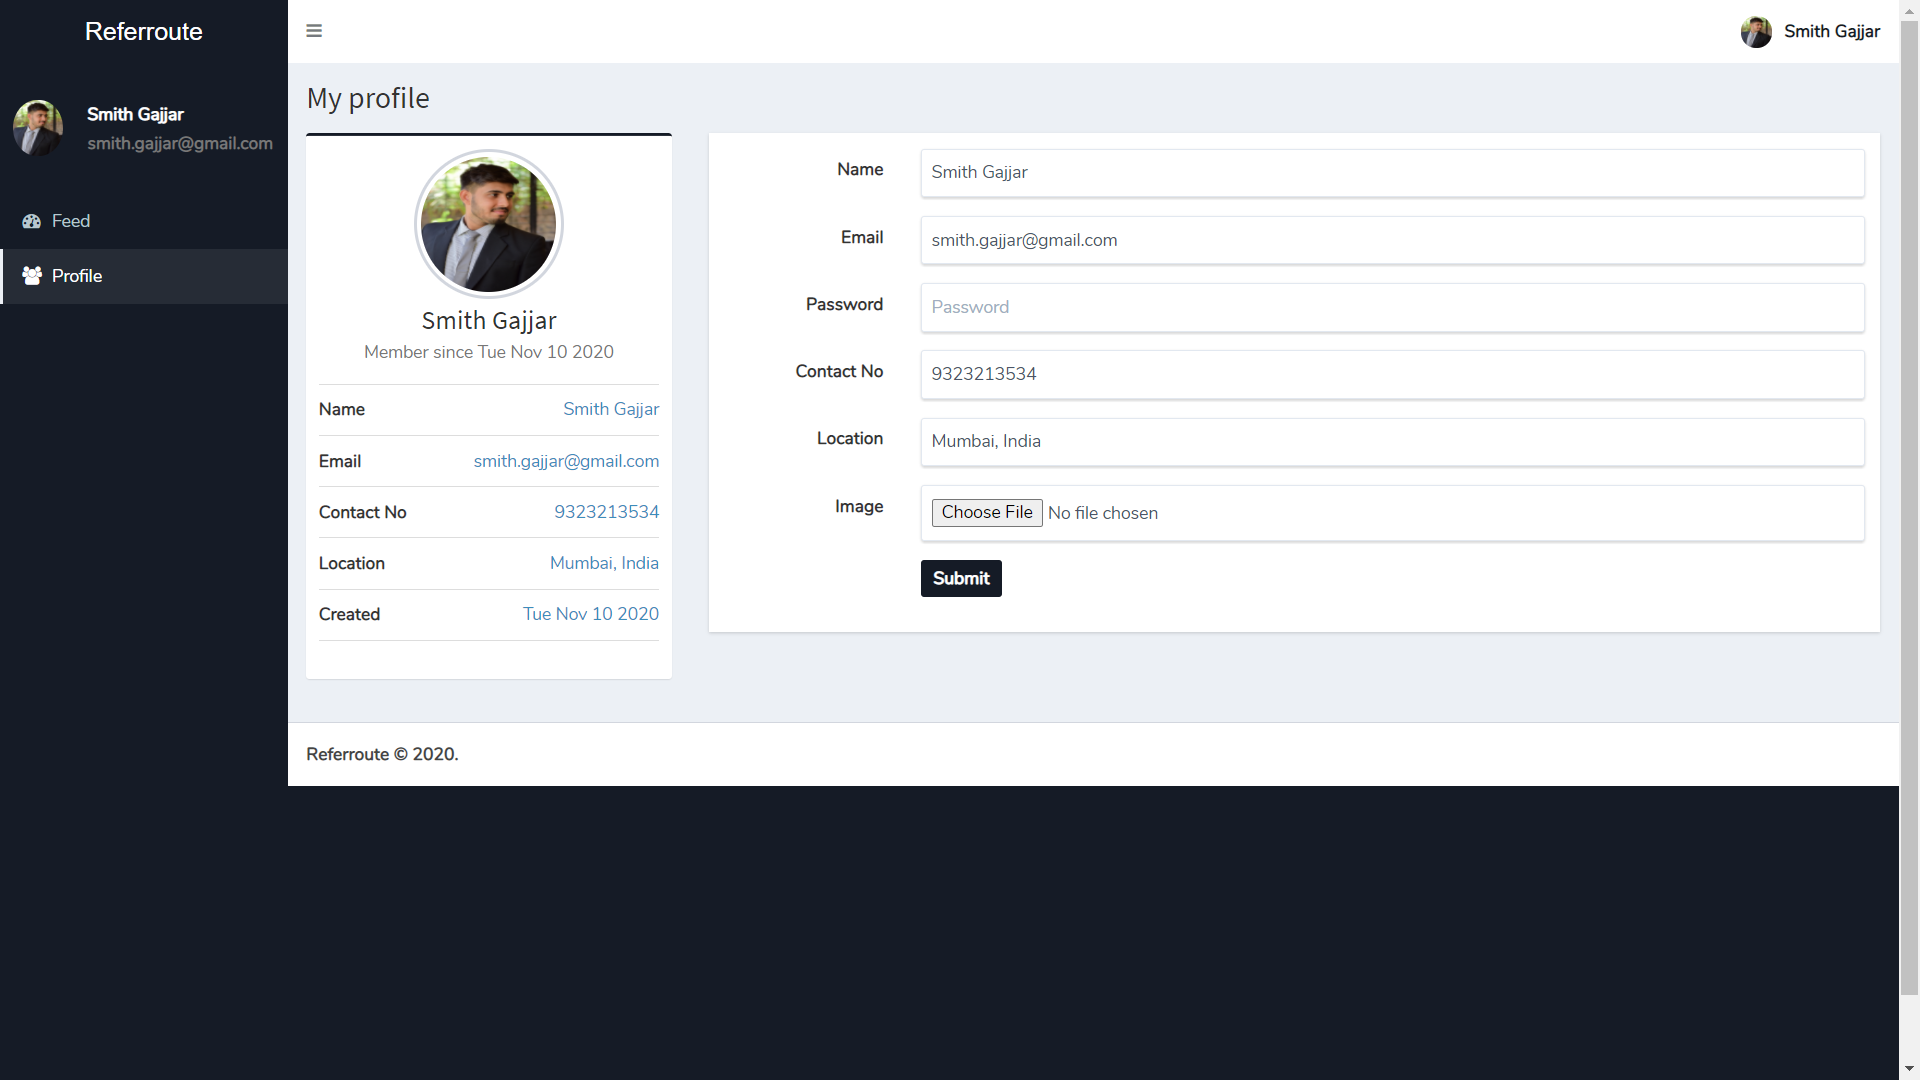 Referroute
Smith Gajjar
Smith Gajjar
smith.gajjar@gmail.com
Feed
Profile
My profile
Smith Gajjar
Member since Tue Nov 10 2020
Name Smith Gajjar
Email smith.gajjar@gmail.com
Contact No 9323213534
Location Mumbai, India
Created Tue Nov 10 2020
Name Smith Gajjar
Email smith.gajjar@gmail.com
Password Password
Contact No 9323213534
Location Mumbai, India
Image Choose File No file chosen
Submit
Referroute © 2020.